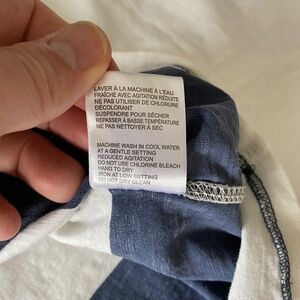 LAVER À LA MACHINE À L'EAU
FRAÎCHE AVEC AGITATION RÉDUITE
NE PAS UTILISER DE CHLORURE
DÉCOLORANT
SUSPENDRE POUR SÉCHER
REPASSER À BASSE TEMPÉRATURE
NE PAS NETTOYER À SEC
MACHINE WASH IN COOL WATER
AT A GENTLE SETTING
REDUCED AGITATION
DO NOT USE CHLORINE BLEACH
HANG TO DRY
IRON AT LOW SETTING
DO NOT DRY CLEAN